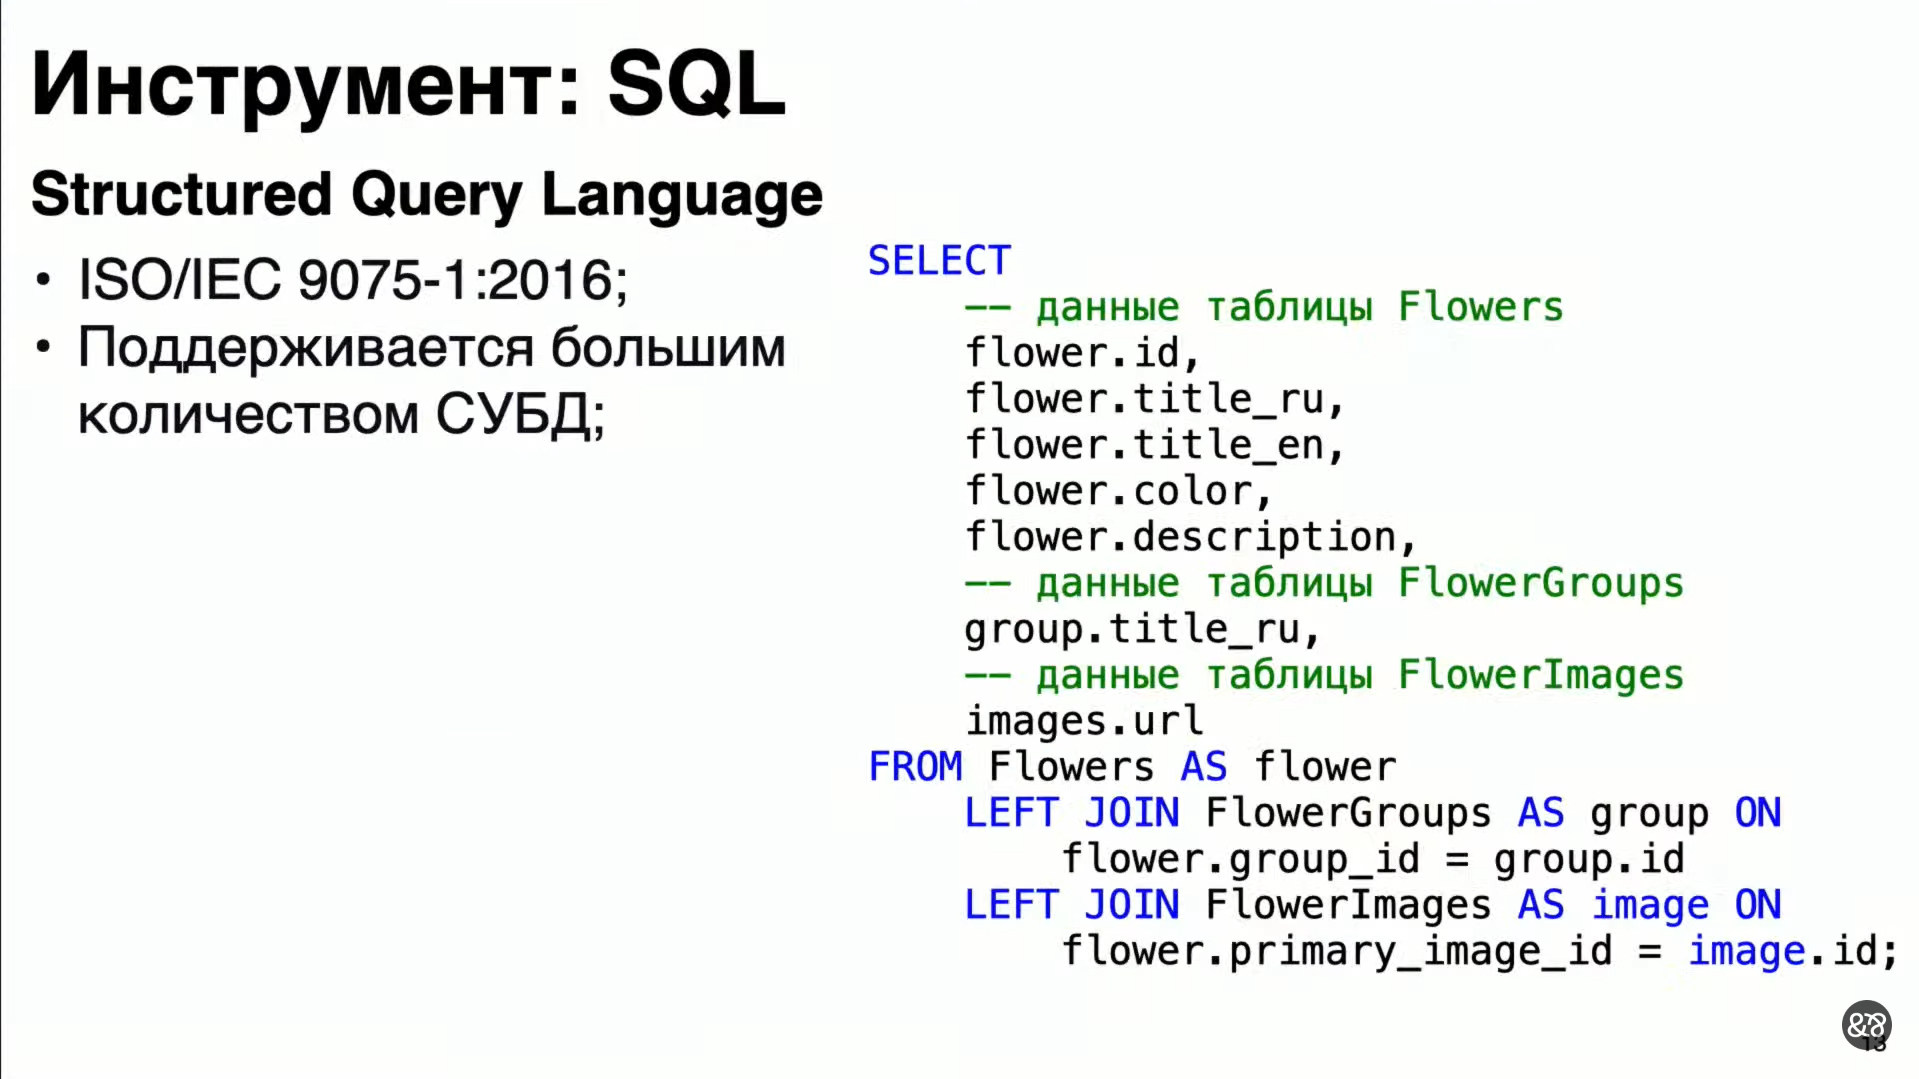 Инструмент: SQL
Structured Query Language
• ISO/IEC 9075-1:2016;
• Поддерживается большим
количеством СУБД;
SELECT
-- данные таблицы Flowers
flower.id,
flower.title_ru,
flower.title_en,
flower.color,
flower.description,
-- данные таблицы FlowerGroups
group.title_ru,
-- данные таблицы FlowerImages
images.url
FROM Flowers AS flower
LEFT JOIN FlowerGroups AS group ON
flower.group_id = group.id
LEFT JOIN FlowerImages AS image ON
flower.primary_image_id = image.id;
13